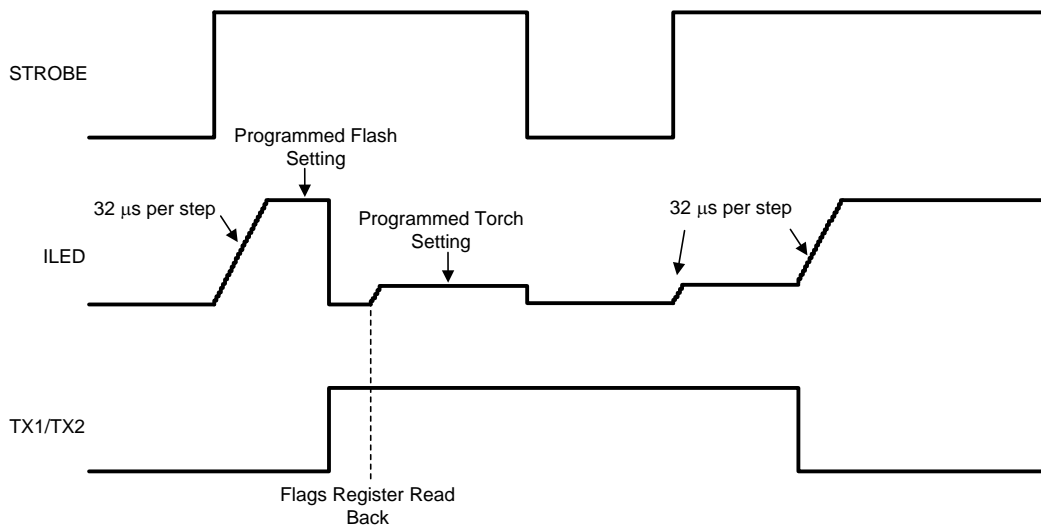 STROBE
Programmed Flash
Setting
32 μs per step
Programmed Torch
Setting
32 μs per step
ILED
TX1/TX2
Flags Register Read
Back